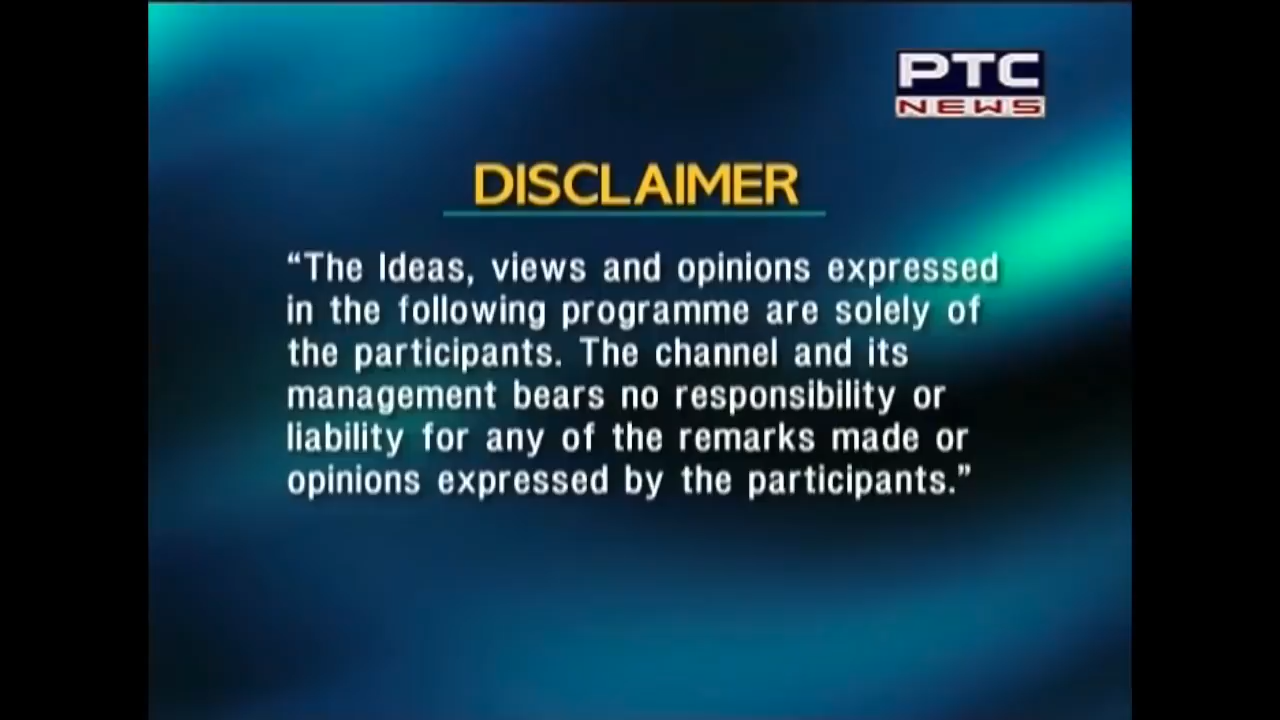 PTC
NEWS
DISCLAIMER
“The Ideas, views and opinions expressed
in the following programme are solely of
the participants. The channel and its
management bears no responsibility or
liability for any of the remarks made or
opinions expressed by the participants.”